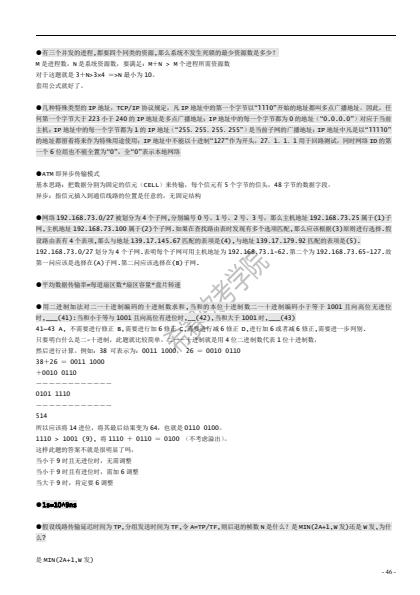 ●有三个并发的进程,都要四个同类的资源,那么系统不发生死锁的最少资源数是多少?
M 是进程数, N 是系统资源数, 要满足: M+N > M 个进程所需资源数
对于这题就是 3+N>3×4 =>N 最小为 10。
套用公式就好了。
●几种特殊类型的 IP 地址, TCP/IP 协议规定, 凡 IP 地址中的第一个字节以“1110”开始的地址都叫多点广播地址。因此, 任
何第一个字节大于 223 小于 240 的 IP 地址是多点广播地址; IP 地址中的每一个字节都为 0 的地址(“0.0.0.0”)对应于当前
主机; IP 地址中的每一个字节都为 1 的 IP 地址(“255. 255. 255. 255”)是当前子网的广播地址; IP 地址中凡是以“11110”
的地址都留着将来作为特殊用途使用; IP 地址中不能以十进制“127”作为开头, 27. 1. 1. 1 用于回路测试, 同时网络 ID 的第
一个 6 位组也不能全置为“0”, 全“0”表示本地网络
●ATM 即异步传输模式
基本思路: 把数据分割为固定的信元(CELL)来传输, 每个信元有 5 个字节的信头, 48 字节的数据字段。
异步: 指信元插入到通信线路的位置是任意的, 无固定结构
●网络 192.168.73.0/27 被划分为 4 个子网,分别编号 0 号、1 号、2 号、3 号, 那么主机地址 192.168.73.25 属于(1)子
网,主机地址 192.168.73.100 属于(2)子网.如果在查找路由表时发现有多个选项匹配,那么应该根据(3)原则进行选择.假
设路由表有 4 个表项,那么与地址 139.17.145.67 匹配的表项是(4),与地址 139.17.179.92 匹配的表项是(5).
192.168.73.0/27 划分为 4 个子网,表明每个子网可用主机地址为 192.168.73.1-62.第二个为 192.168.73.65-127.故
第一问应该是选择在(A)子网.第二问应该选择在(B)子网.
●平均数据传输率=每道扇区数*扇区容量*盘片转速
●用二进制加法对二一十进制编码的十进制数求和,当和的本位十进制数二一十进制编码小于等于 1001 且向高位无进位
时,___(41);当和小于等与 1001 且向高位有进位时,__(42),当和大于 1001 时,___(43)
41~43 A, 不需要进行修正 B,需要进行加 6 修正 C,需要进行减 6 修正 D,进行加 6 或者减 6 修正,需要进一步判别.
只要明白什么是二-十进制, 此题就比较简单。二一十进制就是用 4 位二进制数代表 1 位十进制数,
然后进行计算。例如: 38 可表示为: 0011 1000, 26 = 0010 0110
38+26 = 0011 1000
+0010 0110
————————————
0101 1110
————————————
514
所以应该将 14 进位, 将其最后结果变为 64, 也就是 0110 0100。
1110 > 1001 (9), 将 1110 + 0110 = 0100 (不考虑溢出)。
这样此题的答案不就是很明显了吗:
当小于 9 时且无进位时, 无需调整
当小于 9 时且有进位时, 需加 6 调整
当大于 9 时, 肯定要 6 调整
●1s=10^9ns
●假设线路传输延迟时间为 TP,分组发送时间为 TF,令 A=TP/TF,则后退的帧数 N 是什么? 是 MIN(2A+1,W 发)还是 W 发,为什
么?
是 MIN(2A+1,W 发)
- 46 -